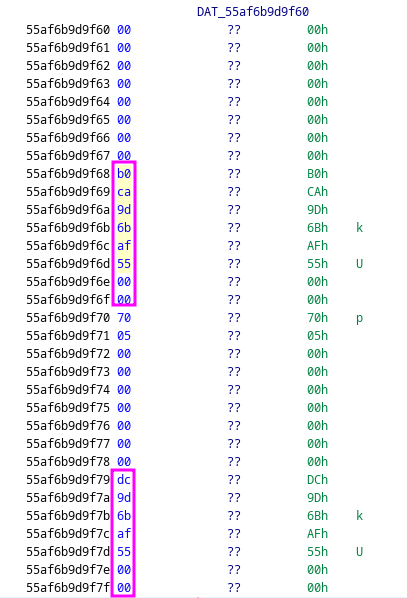 DAT_55af6b9d9f60
55af6b9d9f60 00 ?? 00h
55af6b9d9f61 00 ?? 00h
55af6b9d9f62 00 ?? 00h
55af6b9d9f63 00 ?? 00h
55af6b9d9f64 00 ?? 00h
55af6b9d9f65 00 ?? 00h
55af6b9d9f66 00 ?? 00h
55af6b9d9f67 00 ?? 00h
55af6b9d9f68 b0 ?? B0h
55af6b9d9f69 ca ?? CAh
55af6b9d9f6a 9d ?? 9Dh
55af6b9d9f6b 6b ?? 6Bh k
55af6b9d9f6c af ?? AFh
55af6b9d9f6d 55 ?? 55h U
55af6b9d9f6e 00 ?? 00h
55af6b9d9f6f 00 ?? 00h
55af6b9d9f70 70 ?? 70h p
55af6b9d9f71 05 ?? 05h
55af6b9d9f72 00 ?? 00h
55af6b9d9f73 00 ?? 00h
55af6b9d9f74 00 ?? 00h
55af6b9d9f75 00 ?? 00h
55af6b9d9f76 00 ?? 00h
55af6b9d9f77 00 ?? 00h
55af6b9d9f78 00 ?? 00h
55af6b9d9f79 dc ?? DCh
55af6b9d9f7a 9d ?? 9Dh
55af6b9d9f7b 6b ?? 6Bh k
55af6b9d9f7c af ?? AFh
55af6b9d9f7d 55 ?? 55h U
55af6b9d9f7e 00 ?? 00h
55af6b9d9f7f 00 ?? 00h